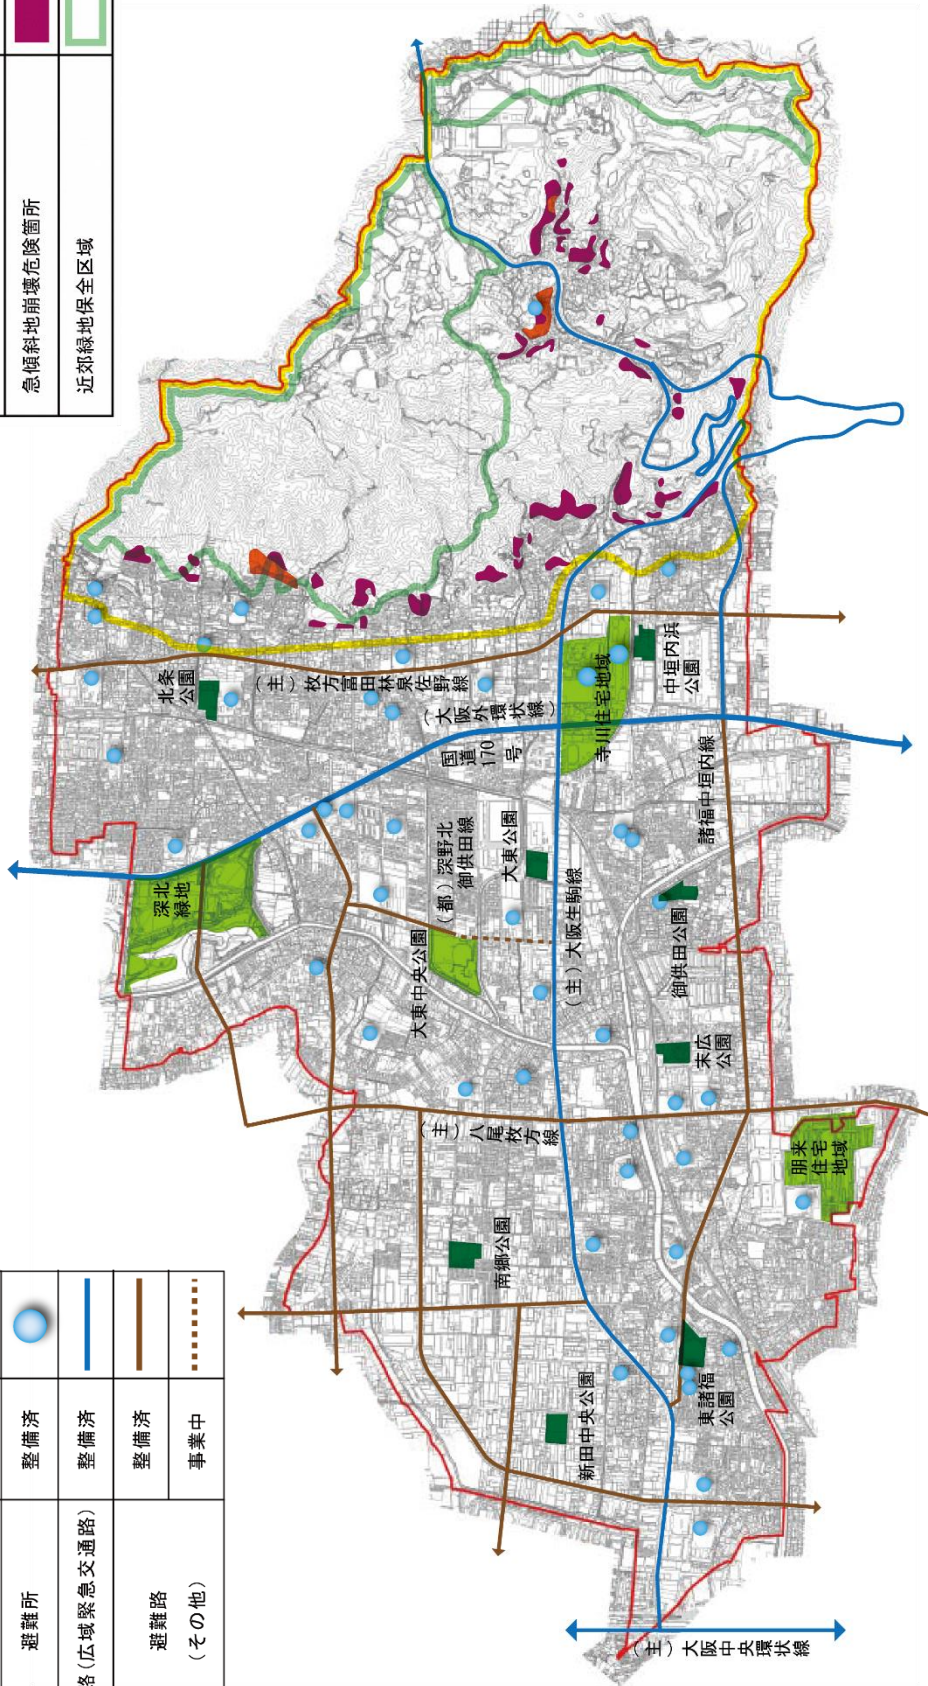 急傾斜地崩壊危険箇所
近郊緑地保全区域
避難所
整備済
路(広域緊急交通路)
整備済
避難路
(その他)
整備済
事業中
北条
公園
(主)枚方富田林泉佐野線
(大阪外環状線)
国道
170
号
深北
緑地
(都)深野北
御供田線
大東公園
大東中央公園
(主)大阪生駒線
寺川住宅地域
中垣内浜
公園
諸福中垣内線
御供田公園
末広
公園
(主)八尾枚方線
南郷公園
朋来
住宅
地域
新田中央公園
東諸福
公園
(主)大阪中央環状線